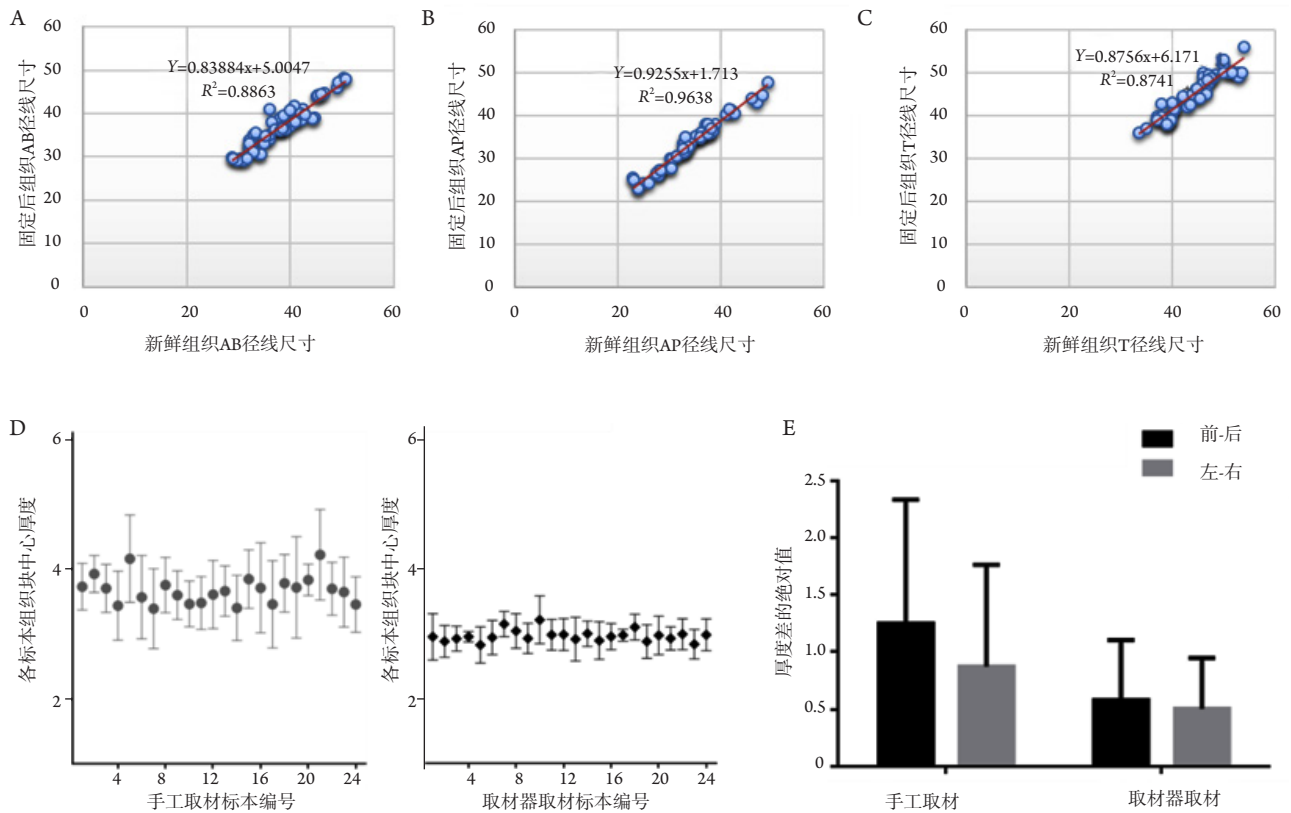 A
60
50
40
30
20
10
0
固定后组织AB径线尺寸
Y=0.83884x+5.0047
R²=0.8863
0 20 40 60
新鲜组织AB径线尺寸
B
60
50
40
30
20
10
0
固定后组织AP径线尺寸
Y=0.9255x+1.713
R²=0.9638
0 20 40 60
新鲜组织AP径线尺寸
C
60
50
40
30
20
10
0
固定后组织T径线尺寸
Y=0.8756x+6.171
R²=0.8741
0 20 40 60
新鲜组织T径线尺寸
D
6
4
2
各标本组织块中心厚度
4 8 12 16 20 24
手工取材标本编号
6
4
2
各标本组织块中心厚度
4 8 12 16 20 24
取材器取材标本编号
E
前-后
左-右
2.5
2.0
1.5
1.0
0.5
0
厚度差的绝对值
手工取材
取材器取材